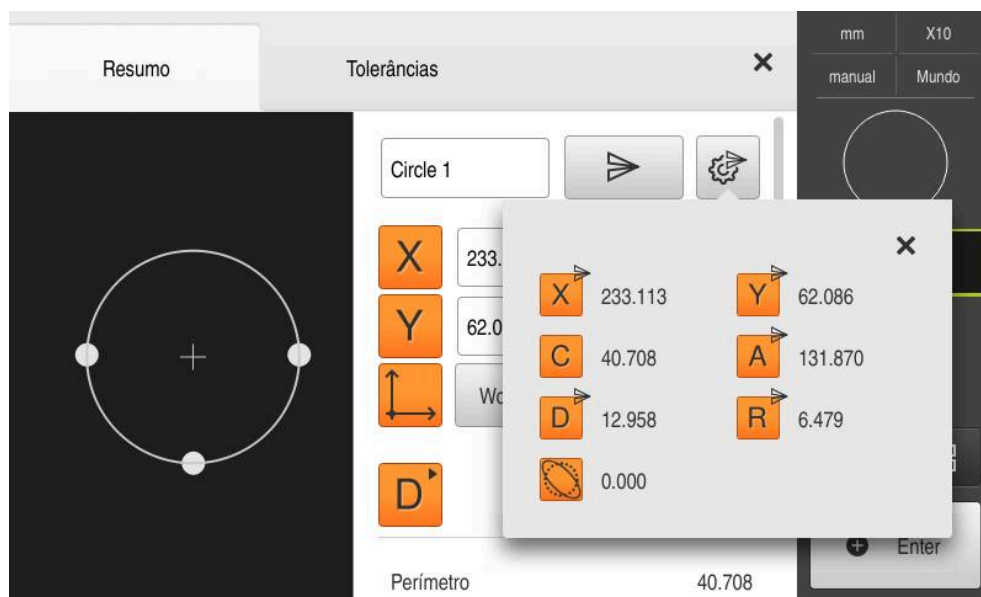 Resumo
Tolerâncias
mm
X10
manual
Mundo
Circle 1
X
233.
Y
62.0
Wo
D
X 233.113
Y 62.086
C 40.708
A 131.870
D 12.958
R 6.479
0.000
Enter
Perímetro 40.708